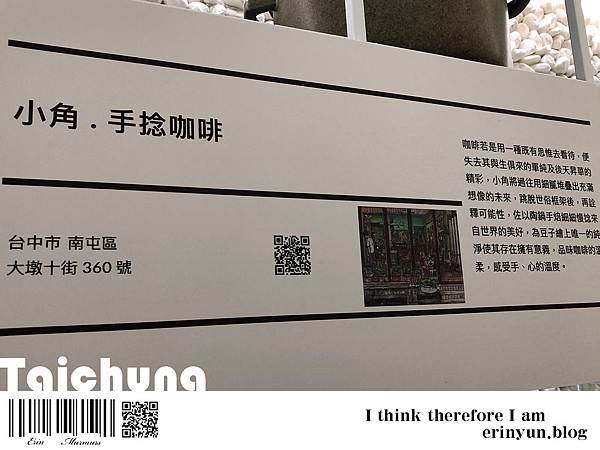 小角．手捻咖啡
咖啡若是用一種既有思惟去看待，便
失去其與生俱來的單純及後天昇華的
精彩，小角將過往用細膩堆疊出充滿
想像的未來，跳脫世俗框架後，再詮
釋可能性，佐以陶鍋手焙細細慢捻來
自世界的美好，為豆子繪上唯一的純
淨使其存在擁有意義，品味咖啡的溫
柔，感受手、心的溫度。
台中市 南屯區
大墩十街 360 號
Taichung
Erin Murmurs
I think therefore I am
erinyun.blog